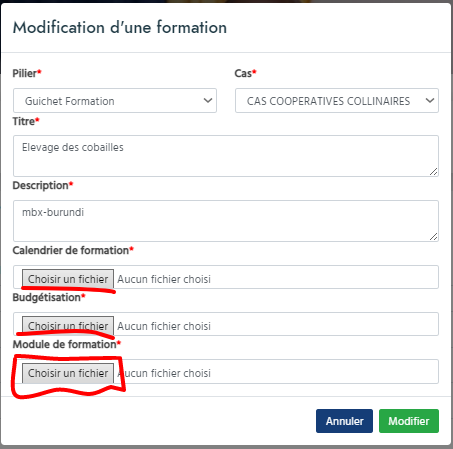 Modification d'une formation
Pilier* Cas*
Guichet Formation CAS COOPERATIVES COLLINAIRES
Titre*
Elevage des cobailles
Description*
mbx-burundi
Calendrier de formation*
Choisir un fichier Aucun fichier choisi
Budgétisation*
Choisir un fichier Aucun fichier choisi
Module de formation*
Choisir un fichier Aucun fichier choisi
Annuler Modifier